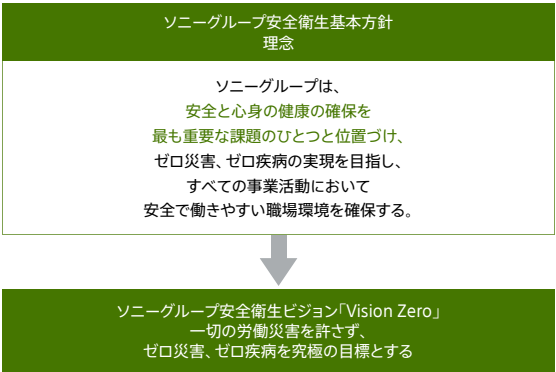 ソニーグループ安全衛生基本方針
理念
ソニーグループは、
安全と心身の健康の確保を
最も重要な課題のひとつと位置づけ、
ゼロ災害、ゼロ疾病の実現を目指し、
すべての事業活動において
安全で働きやすい職場環境を確保する。
ソニーグループ安全衛生ビジョン「Vision Zero」
一切の労働災害を許さず、
ゼロ災害、ゼロ疾病を究極の目標とする